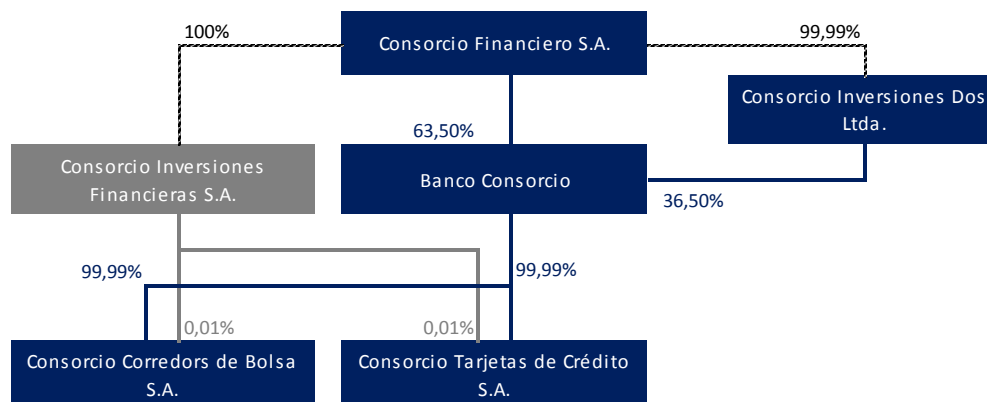 100%
Consorcio Financiero S.A.
99,99%
Consorcio Inversiones Dos
Ltda.
63,50%
Consorcio Inversiones
Financieras S.A.
Banco Consorcio
36,50%
99,99%
99,99%
0,01%
0,01%
Consorcio Corredors de Bolsa
S.A.
Consorcio Tarjetas de Crédito
S.A.